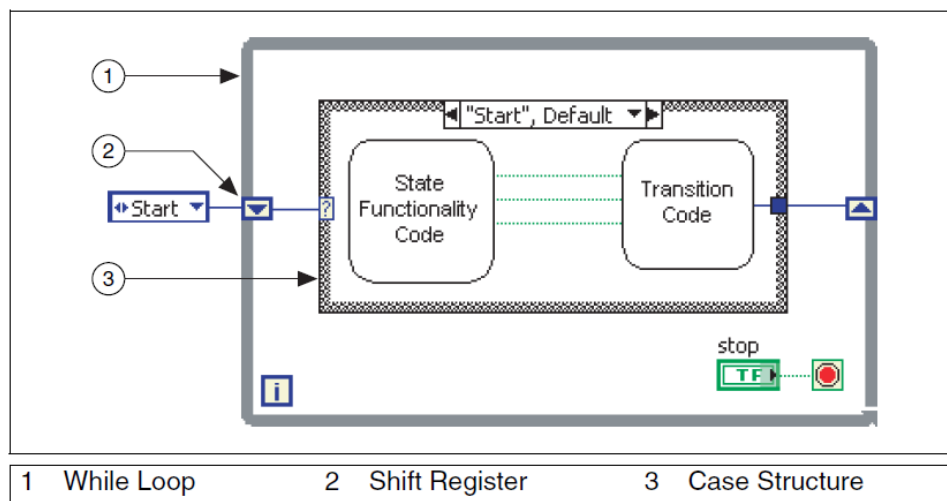 1
"Start", Default
2
State
Functionality
Code
Transition
Code
Start
?
3
stop
TF
i
1 While Loop 2 Shift Register 3 Case Structure